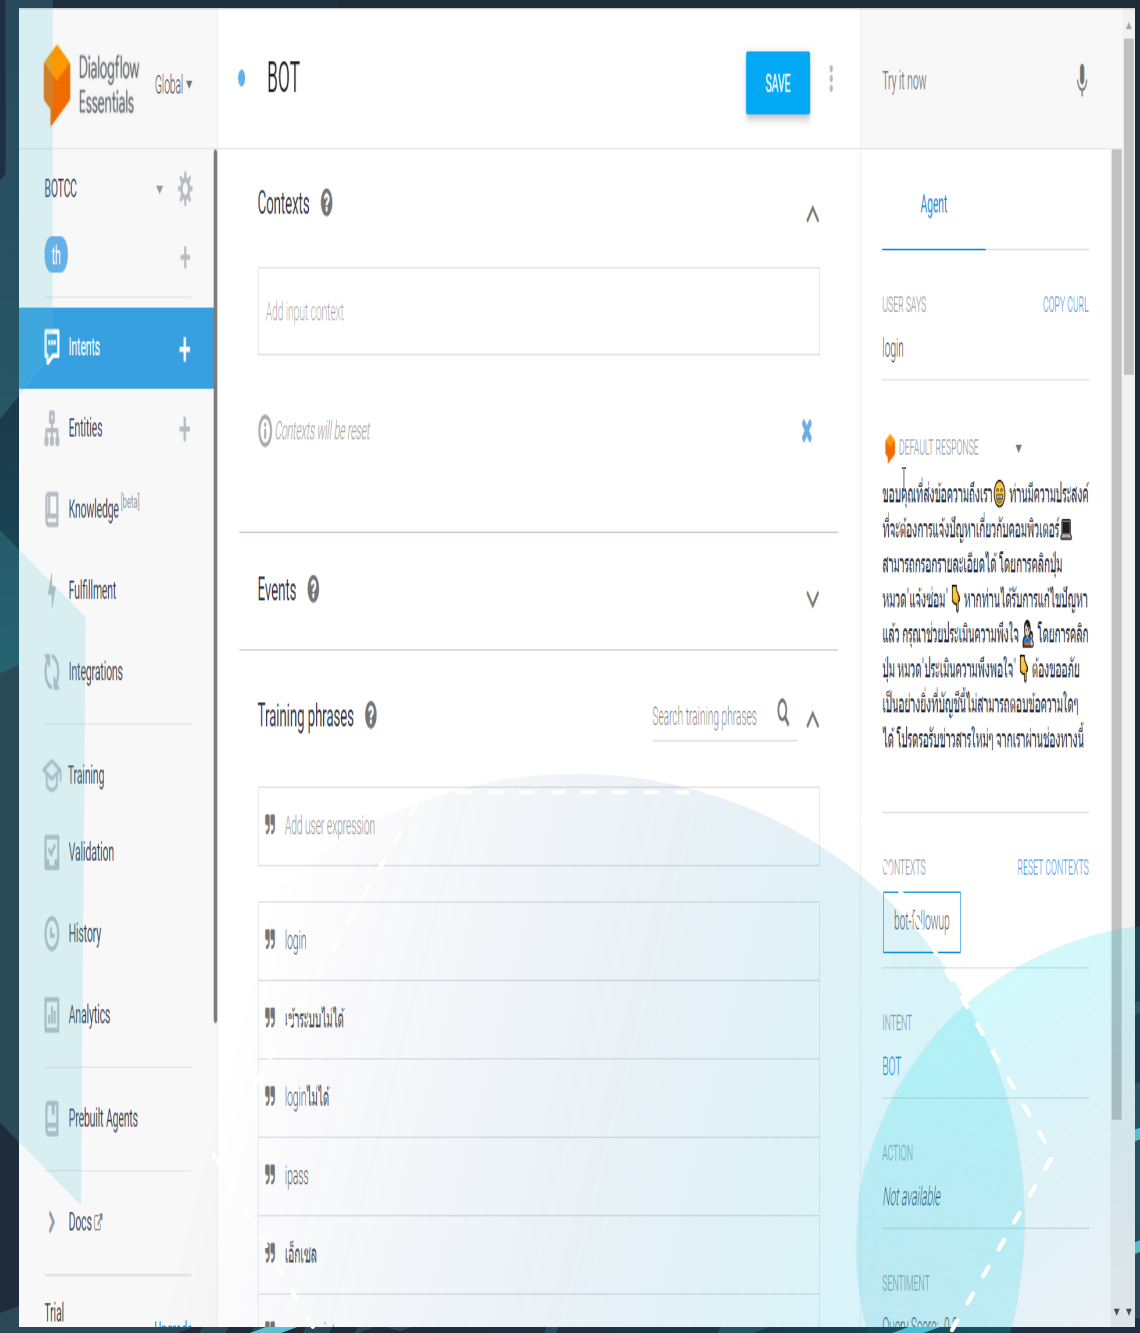 Dialogflow
Essentials
Global
BOTCC
th
Intents
Entities
Knowledge [beta]
Fulfillment
Integrations
Training
Validation
History
Analytics
Prebuilt Agents
Docs
Trial
Upgrade
BOT
SAVE
Contexts
Add input context
Contexts will be reset
Events
Training phrases
Search training phrases
Add user expression
login
เข้าระบบไม่ได้
loginไม่ได้
ipass
เอ็กเซล
Try it now
Agent
USER SAYS
COPY CURL
login
DEFAULT RESPONSE
ขอบคุณที่ส่งข้อความถึงเรา😁 ท่านมีความประสงค์
ที่จะต้องการแจ้งปัญหาเกี่ยวกับคอมพิวเตอร์💻
สามารถกรอกรายละเอียดได้ โดยการคลิกปุ่ม
หมวด'แจ้งซ่อม' 👇 หากท่านได้รับการแก้ไขปัญหา
แล้ว กรุณาช่วยประเมินความพึงใจ 🙋 โดยการคลิก
ปุ่ม หมวด'ประเมินความพึงพอใจ' 👇 ต้องขออภัย
เป็นอย่างยิ่งที่บัญชีนี้ไม่สามารถตอบข้อความใดๆ
ได้ โปรดรอรับข่าวสารใหม่ๆ จากเราผ่านช่องทางนี้
CONTEXTS
RESET CONTEXTS
bot-followup
INTENT
BOT
ACTION
Not available
SENTIMENT
Query Score: